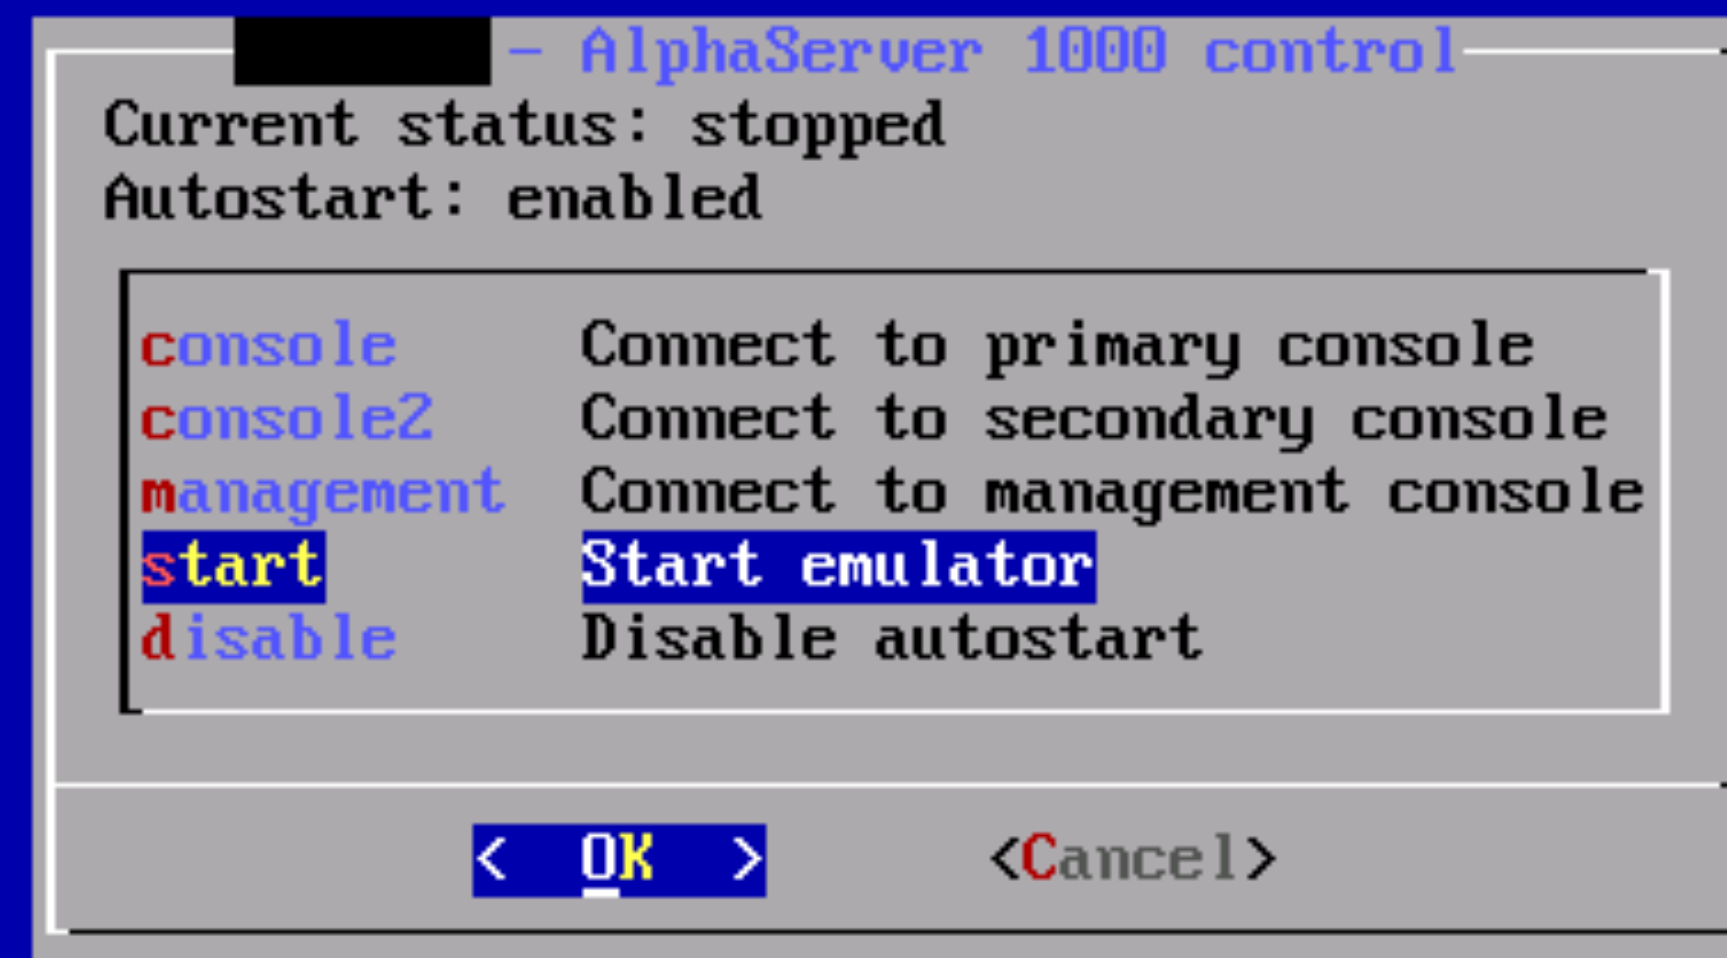 - AlphaServer 1000 control
Current status: stopped
Autostart: enabled
console Connect to primary console
console2 Connect to secondary console
management Connect to management console
start Start emulator
disable Disable autostart
< OK > <Cancel>